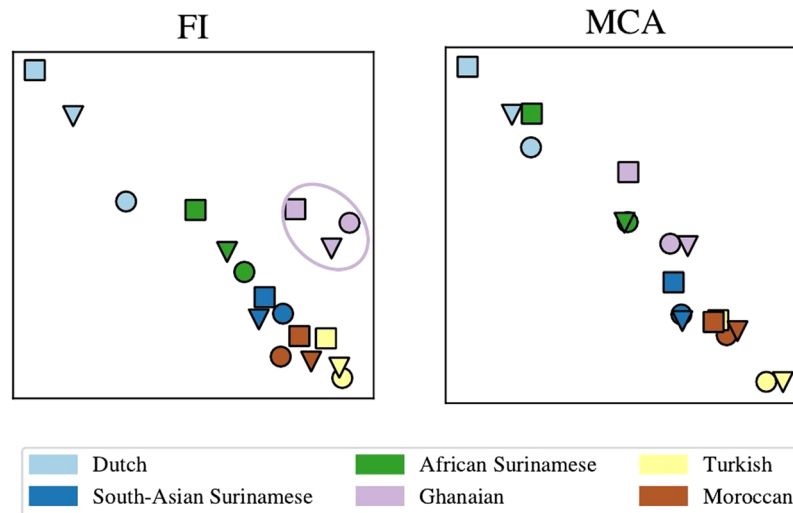 FI
MCA
Dutch
African Surinamese
Turkish
South-Asian Surinamese
Ghanaian
Moroccan